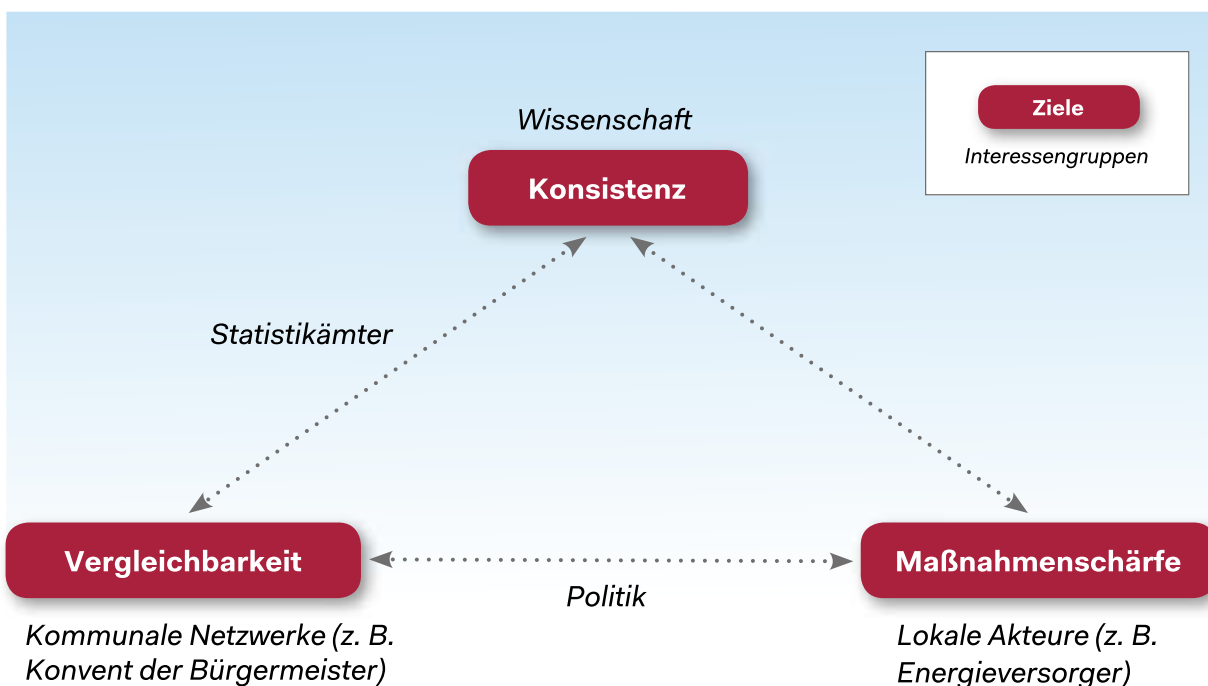 Ziele
Interessengruppen
Wissenschaft
Konsistenz
Statistikämter
Vergleichbarkeit
Maßnahmenschärfe
Politik
Kommunale Netzwerke (z. B.
Konvent der Bürgermeister)
Lokale Akteure (z. B.
Energieversorger)